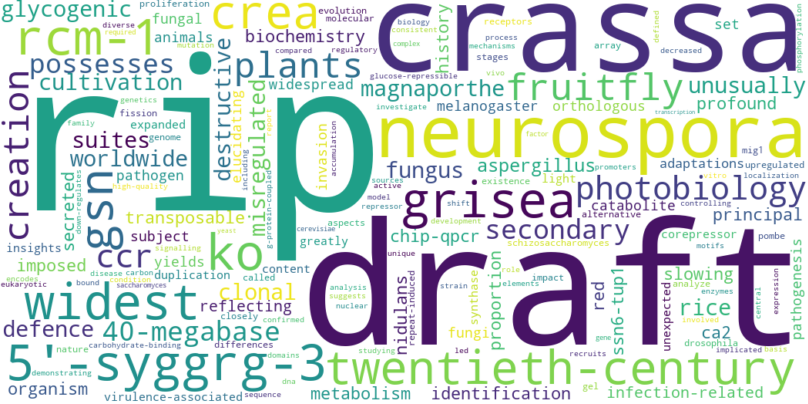 glycogenic
proliferation
diverse
required
fungal
evolution
molecular
crea
crassa
biology
consistent
complex
receptors
process
mechanisms
stages
defined
decreased
mutation
regulatory
phosphorylation
rcm-1
animals
biochemistry
compared
history
set
array
possesses
plants
glucose-repressible
vivo
unusually
cultivation
widespread
magnaporthe
fruitfly
profound
creation
rip
destructive
elucidating
misregulated
genetics
family
fission
including
report
invasion
accumulation
investigate
melanogaster
melanogaster
orthologous
suites
expanded
genome
neurospora
factor
transcription
worldwide
pathogen
high-quality
sources
active
model
repressor
cerevisiae
fungus
aspergillus
existence
light
mig1
promoters
vitro
localization
adaptations
upregulated
controlling
secreted
down-regulates
gsn
transposable
yeast
signalling
g-protein-coupled
shift
grisea
photobiology
catabolite
alternative
principal
insights
ccr
subject
ko
aspects
development
chip-qpcr
secondary
schizosaccharomyces
corepressor
motifs
pombe
imposed
yields
greatly
unique
draft
eukaryotic
disease
carbon
duplication
called
content
encodes
bound
condition
saccharomyces
clonal
impact
role
elements
synthase
proportion
nidulans
repeat-induced
red
ssn6-tup1
unexpected
slowing
analyze
enzymes
rice
ca2
drosophila
central
expression
pathogenesis
widest
reflecting
analysis
suggests
nuclear
strain
defence
40-megabase
closely
confirmed
fungi
gene
involved
implicated
basis
nature
carbohydrate-binding
differences
domains
studying
led
recruits
5'-syggrg-3
twentieth-century
demonstrating
dna
gel
organism
virulence-associated
sequence
metabolism
identification
infection-related